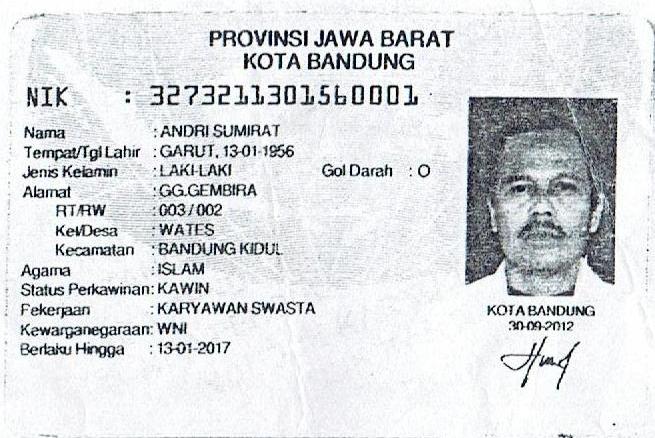 PROVINSI JAWA BARAT
KOTA BANDUNG
NIK : 3273211301560001
Nama : ANDRI SUMIRAT
Tempat/Tgl Lahir : GARUT, 13-01-1956
Jenis Kelamin : LAKI-LAKI Gol Darah : O
Alamat : GG.GEMBIRA
RT/RW : 003 / 002
Kel/Desa : WATES
Kecamatan : BANDUNG KIDUL
Agama : ISLAM
Status Perkawinan: KAWIN
Pekerjaan : KARYAWAN SWASTA
Kewarganegaraan: WNI
Berlaku Hingga : 13-01-2017
KOTA BANDUNG
30-09-2012